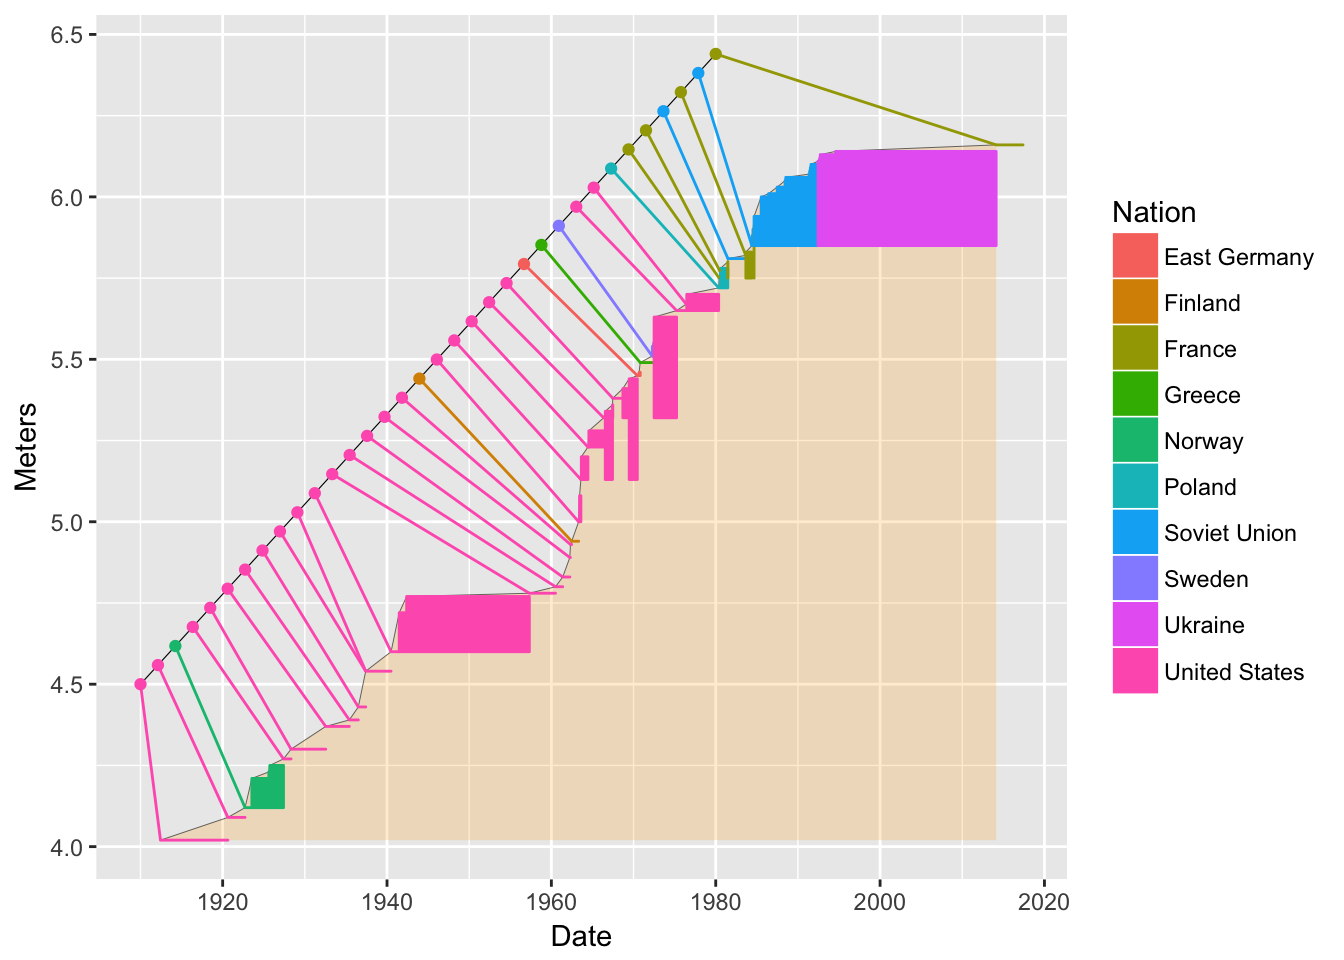 6.5
6.0
5.5
5.0
4.5
4.0
Meters
1920
1940
1960
1980
2000
2020
Date
Nation
East Germany
Finland
France
Greece
Norway
Poland
Soviet Union
Sweden
Ukraine
United States